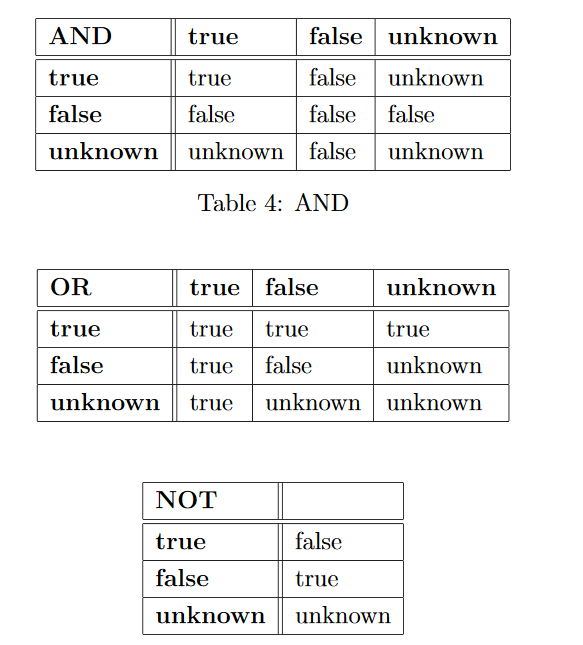 AND true false unknown
true true false unknown
false false false false
unknown unknown false unknown
Table 4: AND
OR true false unknown
true true true true
false true false unknown
unknown true unknown unknown
NOT
true false
false true
unknown unknown